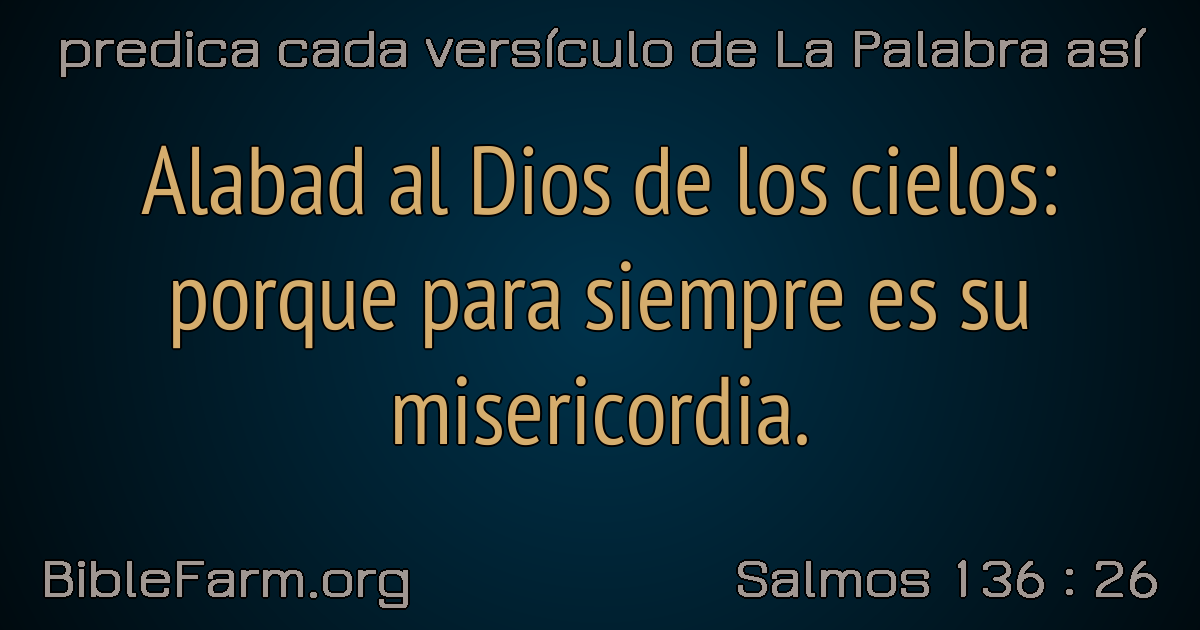 predica cada versículo de La Palabra así
Alabad al Dios de los cielos:
porque para siempre es su
misericordia.
BibleFarm.org
Salmos 136 : 26